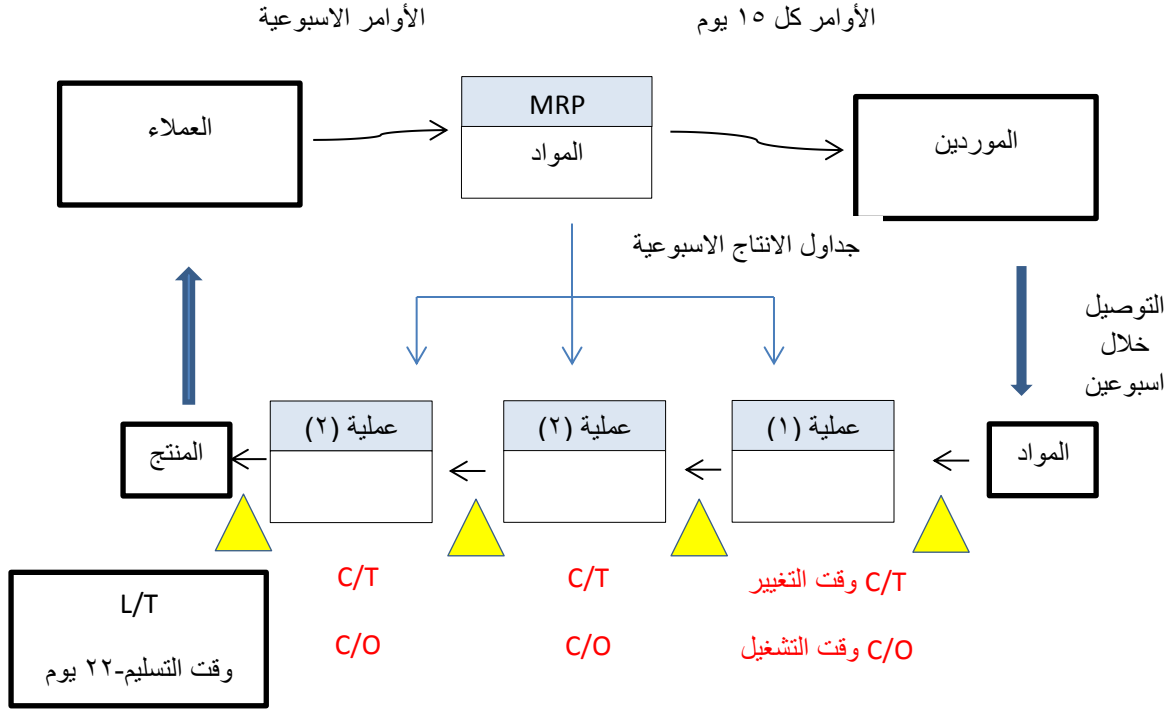 الأوامر كل ١٥ يوم
الأوامر الاسبوعية
الموردين
MRP
المواد
العملاء
جداول الانتاج الاسبوعية
التوصيل
خلال
اسبوعين
المواد
عملية (١)
عملية (٢)
عملية (٢)
المنتج
C/T وقت التغيير
C/T
C/T
C/O وقت التشغيل
C/O
C/O
L/T
وقت التسليم-٢٢ يوم